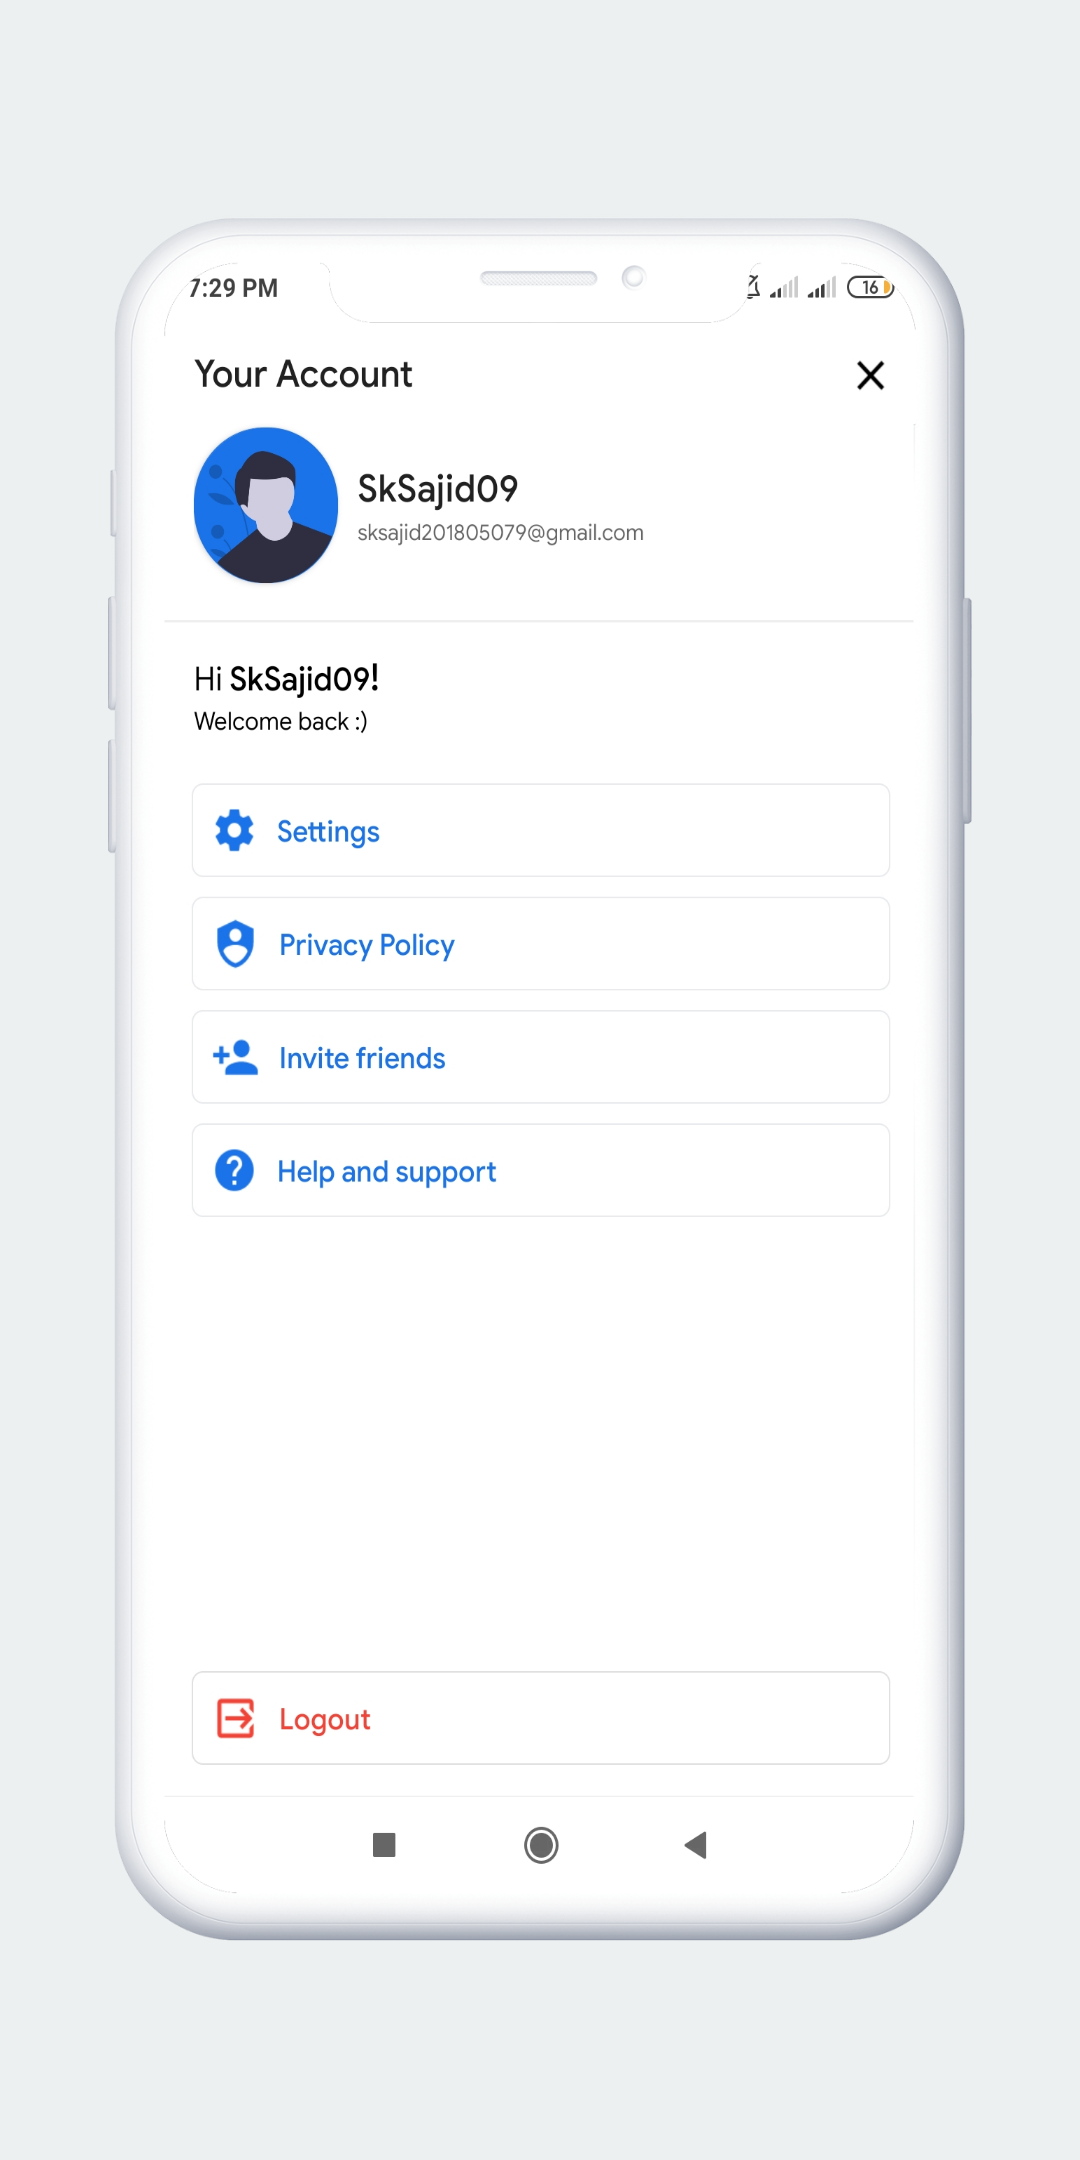 7:29 PM
16
Your Account
SkSajid09
sksajid201805079@gmail.com
Hi SkSajid09!
Welcome back :)
Settings
Privacy Policy
Invite friends
Help and support
Logout